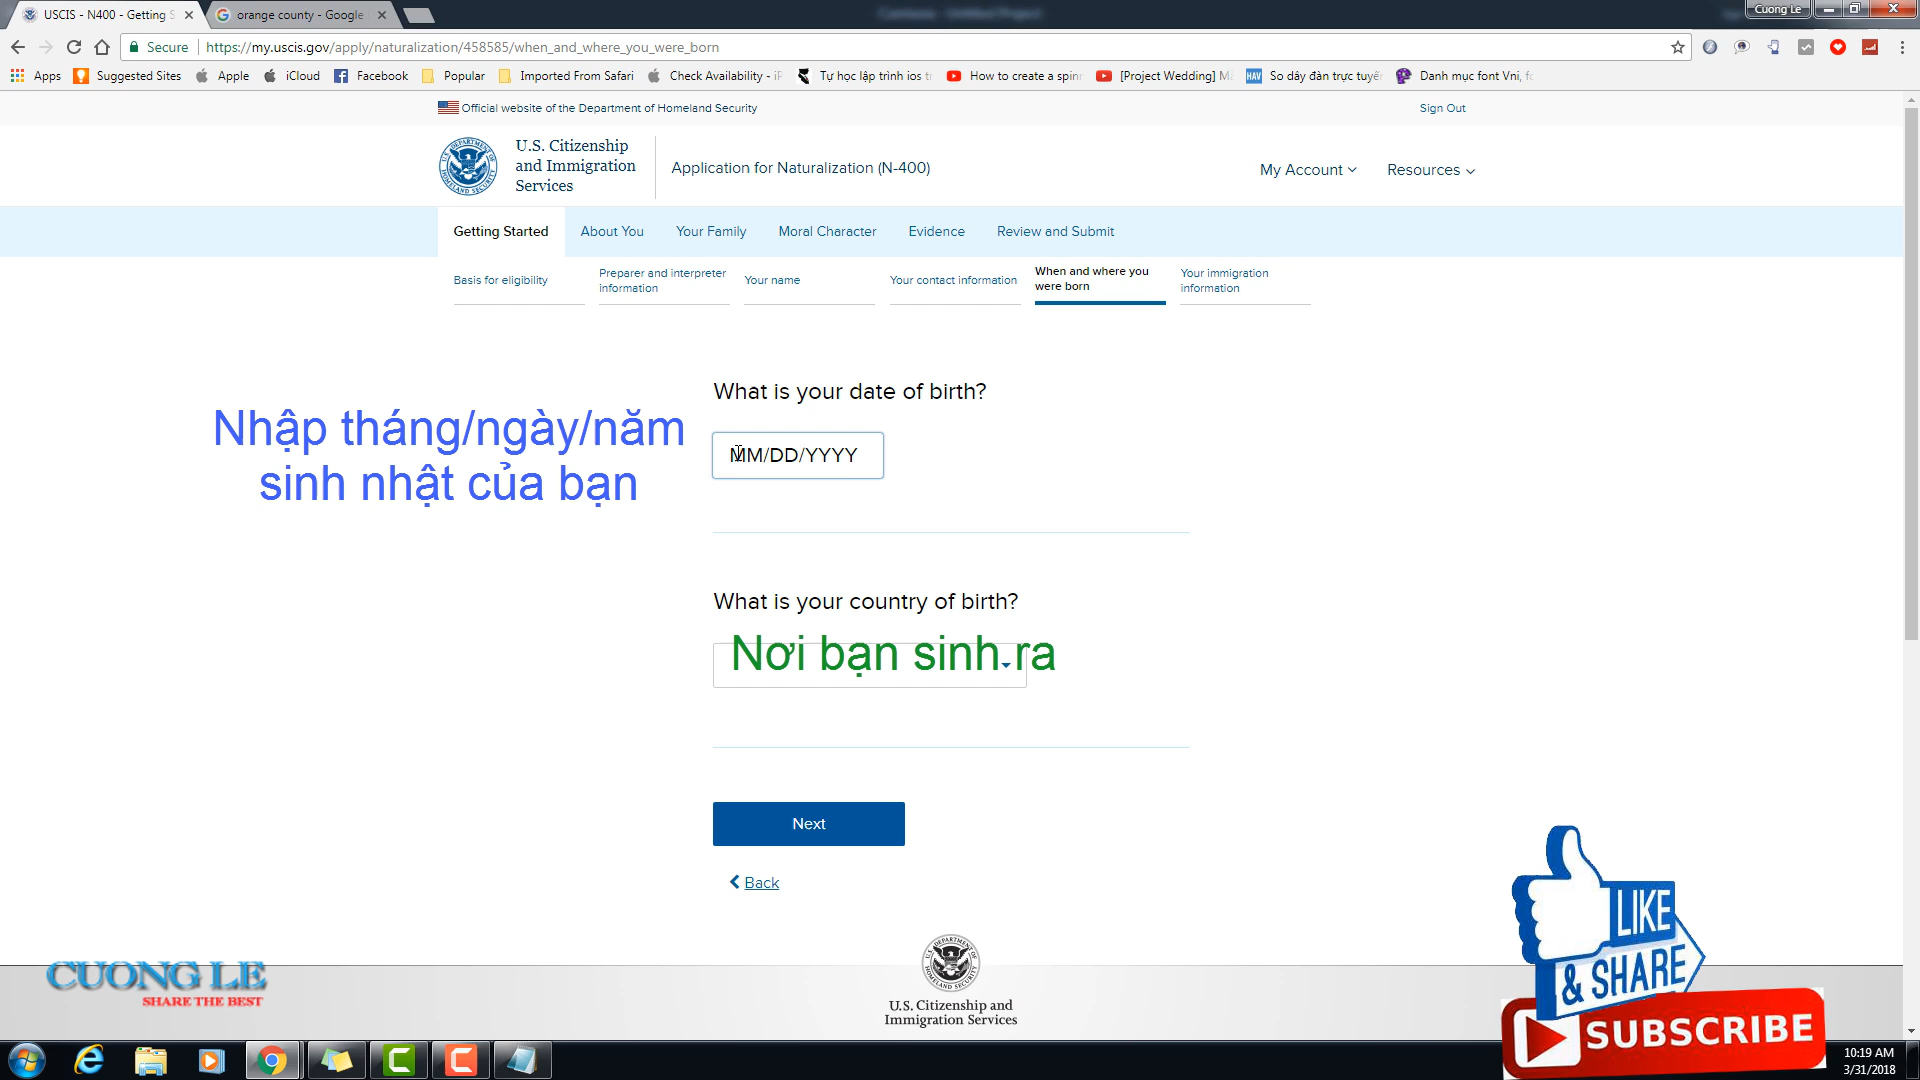 USCIS - N400 - Getting S
orange county - Google
Cuong Le
Secure
https://my.uscis.gov/apply/naturalization/458585/when_and_where_you_were_born
Apps
Suggested Sites
Apple
iCloud
Facebook
Popular
Imported From Safari
Check Availability - iP
Tự học lập trình ios tr
How to create a spin
[Project Wedding] M
HAV
So dây đàn trực tuyế
Danh mục font Vni, f
Official website of the Department of Homeland Security
Sign Out
U.S. Citizenship
and Immigration
Services
Application for Naturalization (N-400)
My Account
Resources
Getting Started
About You
Your Family
Moral Character
Evidence
Review and Submit
Basis for eligibility
Preparer and interpreter
information
Your name
Your contact information
When and where you
were born
Your immigration
information
What is your date of birth?
Nhập tháng/ngày/năm
sinh nhật của bạn
MM/DD/YYYY
What is your country of birth?
Nơi bạn sinh ra
Next
Back
LIKE
& SHARE
SUBSCRIBE
CUONG LE
SHARE THE BEST
U.S. Citizenship and
Immigration Services
10:19 AM
3/31/2018